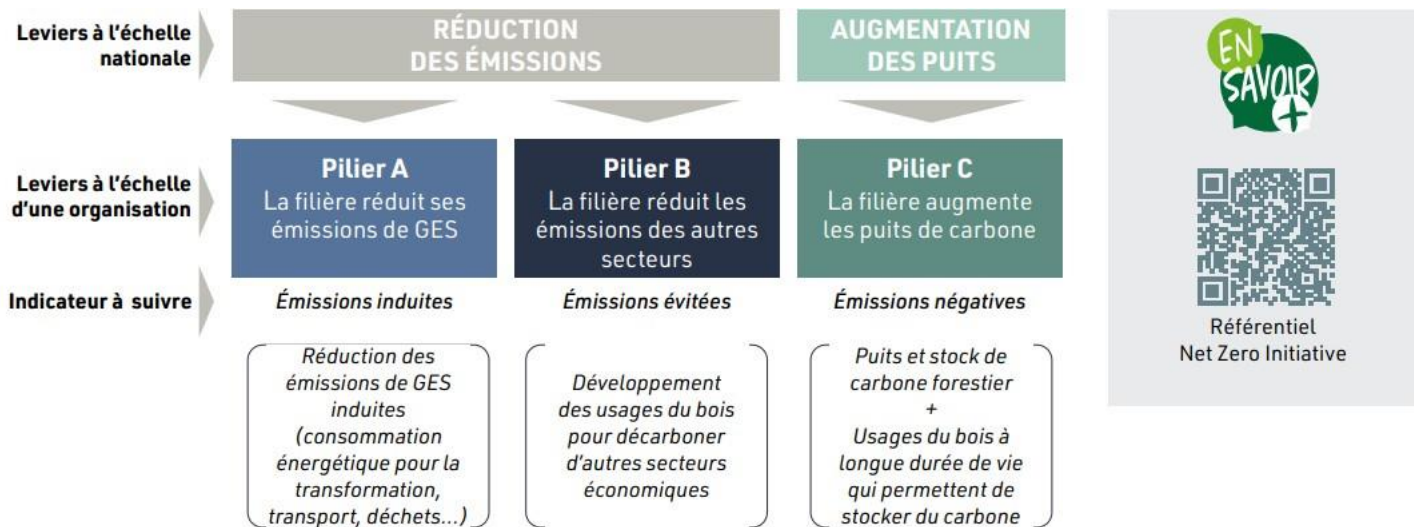 Leviers à l'échelle
nationale
RÉDUCTION
DES ÉMISSIONS
AUGMENTATION
DES PUITS
Leviers à l'échelle
d'une organisation
Pilier A
La filière réduit ses
émissions de GES
Pilier B
La filière réduit les
émissions des autres
secteurs
Pilier C
La filière augmente
les puits de carbone
Indicateur à suivre
Émissions induites
Émissions évitées
Émissions négatives
Réduction des
émissions de GES
induites
(consommation
énergétique pour la
transformation,
transport, déchets...)
Développement
des usages du bois
pour décarboner
d'autres secteurs
économiques
Puits et stock de
carbone forestier
+
Usages du bois à
longue durée de vie
qui permettent de
stocker du carbone
EN
SAVOIR
+
Référentiel
Net Zero Initiative